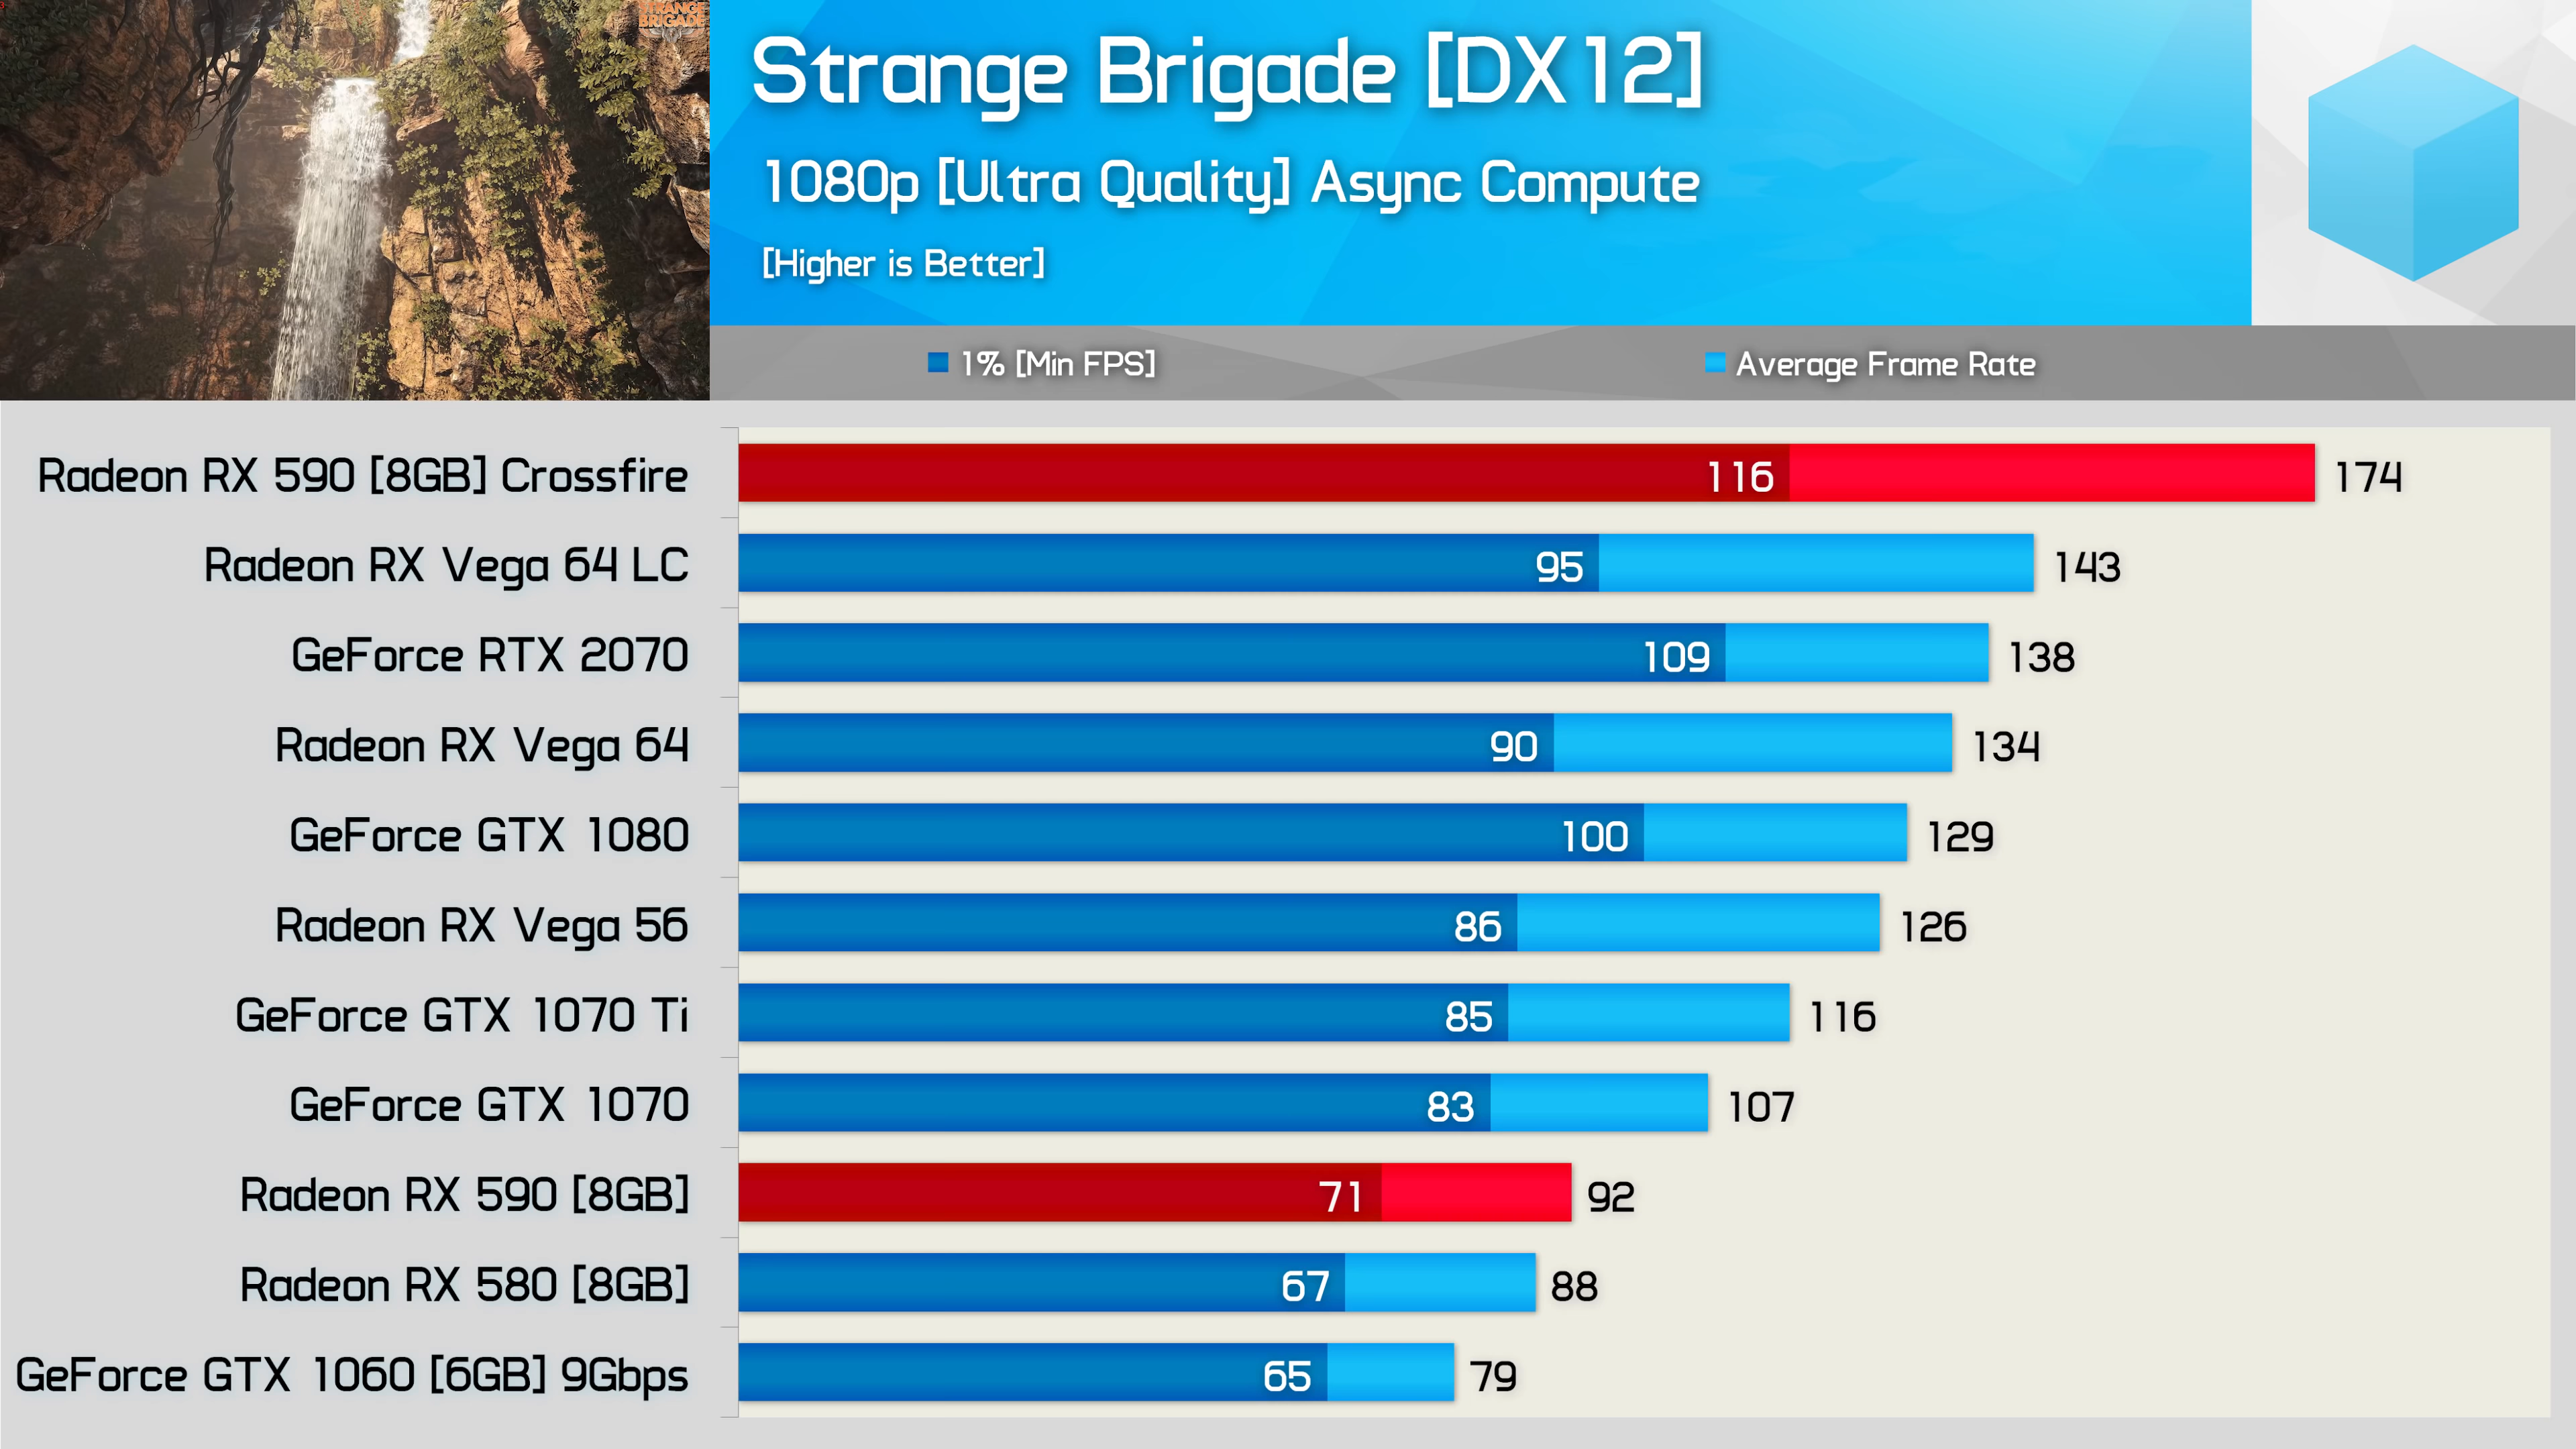 STRANGE
BRIGADE
Strange Brigade [DX12]
1080p [Ultra Quality] Async Compute
[Higher is Better]
1% [Min FPS] Average Frame Rate
Radeon RX 590 [8GB] Crossfire 116 174
Radeon RX Vega 64 LC 95 143
GeForce RTX 2070 109 138
Radeon RX Vega 64 90 134
GeForce GTX 1080 100 129
Radeon RX Vega 56 86 126
GeForce GTX 1070 Ti 85 116
GeForce GTX 1070 83 107
Radeon RX 590 [8GB] 71 92
Radeon RX 580 [8GB] 67 88
GeForce GTX 1060 [6GB] 9Gbps 65 79